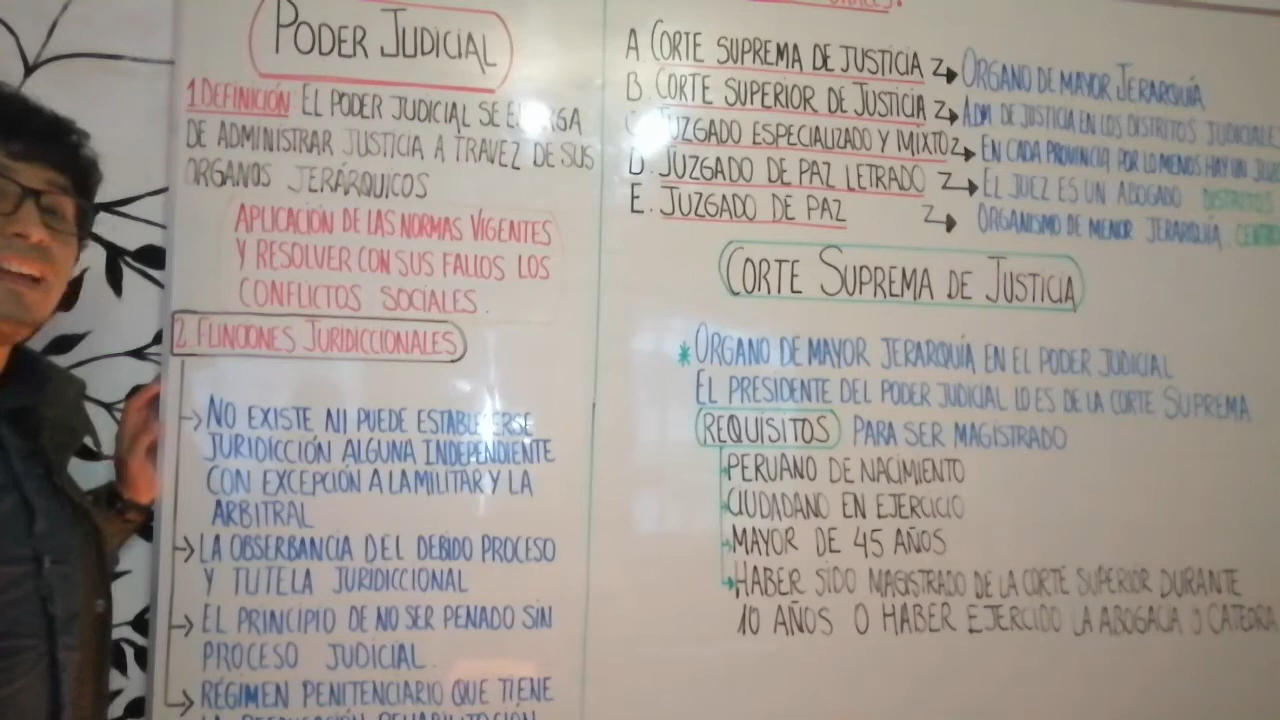 PODER JUDICIAL
1 DEFINICIÓN EL PODER JUDICIAL SE
DE ADMINISTRAR JUSTICIA A TRAVEZ DE SUS
ORGANOS JERÁRQUICOS
APLICACIÓN DE LAS NORMAS VIGENTES
Y RESOLVER CON SUS FALLOS LOS
CONFLICTOS SOCIALES.
2. FUNCIONES JURIDICCIONALES
→ NO EXISTE NI PUEDE ESTABLECERSE
JURIDICCIÓN ALGUNA INDEPENDIENTE
CON EXCEPCIÓN A LA MILITAR Y LA
ARBITRAL
→ LA OBSERBANCIA DEL DEBIDO PROCESO
Y TUTELA JURIDICCIONAL
→ EL PRINCIPIO DE NO SER PENADO SIN
PROCESO JUDICIAL.
→ RÉGIMEN PENITENCIARIO QUE TIENE
A. CORTE SUPREMA DE JUSTICIA → ORGANO DE MAYOR JERARQUÍA
B. CORTE SUPERIOR DE JUSTICIA → ADM DE JUSTICIA EN LOS DISTRITOS JUDICIALE
JUZGADO ESPECIALIZADO Y MIXTO → EN CADA PROVINCIA, POR LO MENOS HAY UN
D. JUZGADO DE PAZ LETRADO → EL JUEZ ES UN ABOGADO DISTRITOS
E. JUZGADO DE PAZ → ORGANISMO DE MENOR JERARQUÍA
CORTE SUPREMA DE JUSTICIA
* ORGANO DE MAYOR JERARQUÍA EN EL PODER JUDICIAL
EL PRESIDENTE DEL PODER JUDICIAL LO ES DE LA CORTE SUPREMA
REQUISITOS PARA SER MAGISTRADO
PERUANO DE NACIMIENTO
CIUDADANO EN EJERCICIO
MAYOR DE 45 AÑOS
HABER SIDO MAGISTRADO DE LA CORTE SUPERIOR DURANTE
10 AÑOS O HABER EJERCIDO LA ABOGACIA O CATEDRA